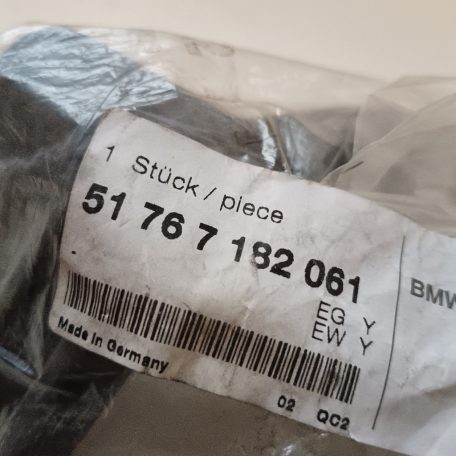 1 Stück / piece
51 76 7 182 061
EG Y
EW Y
BMW
Made in Germany
02 QC2